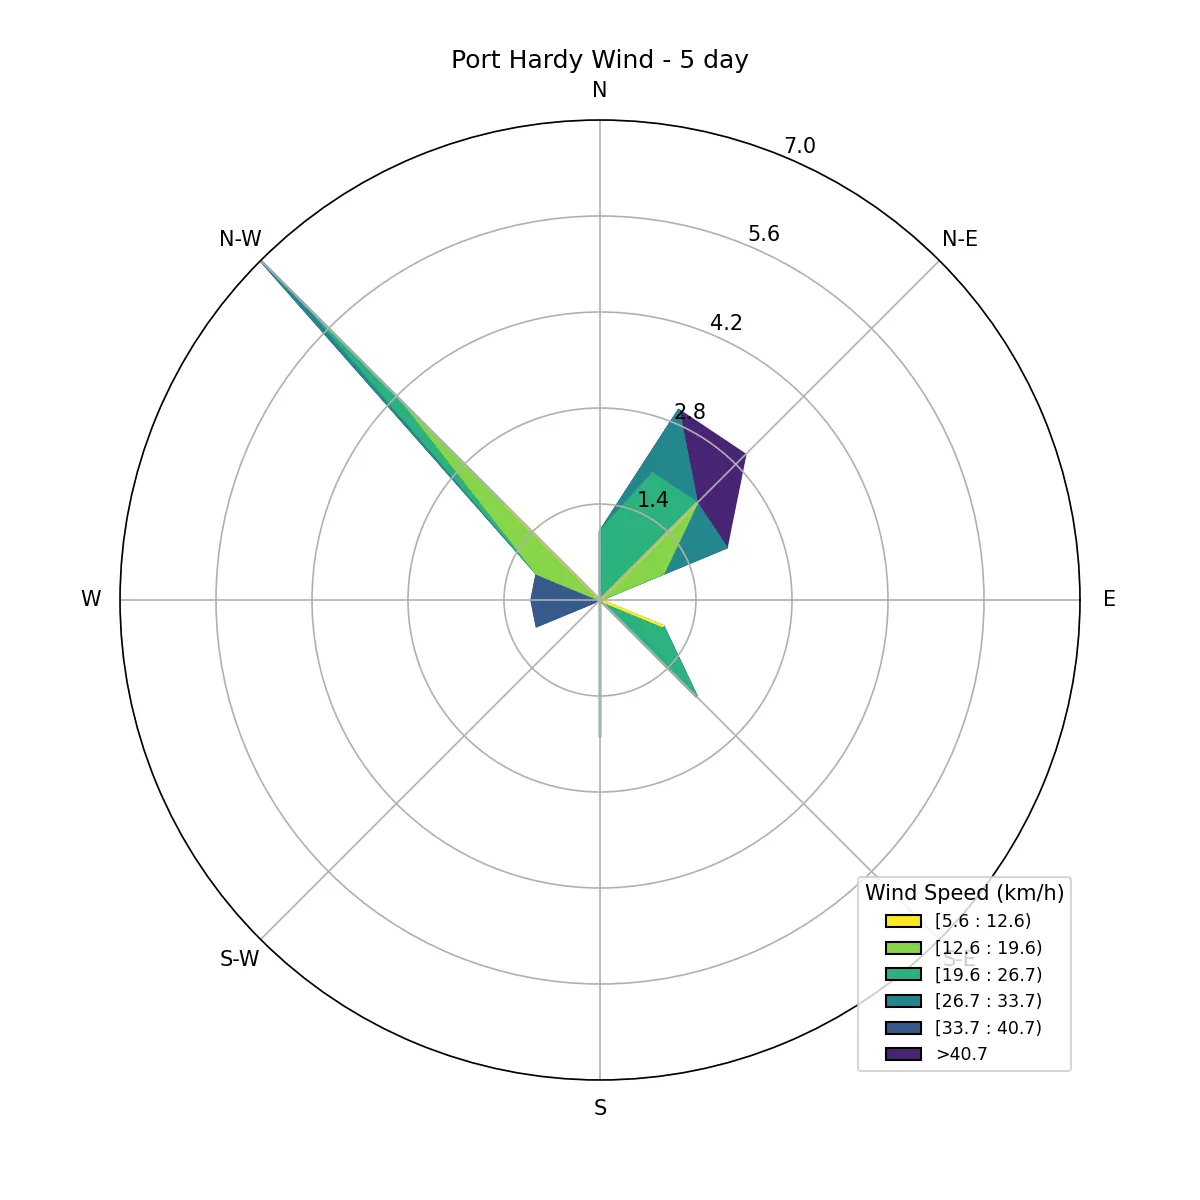 Port Hardy Wind - 5 day
N
7.0
N-W
5.6
N-E
4.2
2.8
1.4
W
E
Wind Speed (km/h)
[5.6 : 12.6)
[12.6 : 19.6)
S-W
S-E
[19.6 : 26.7)
[26.7 : 33.7)
[33.7 : 40.7)
>40.7
S